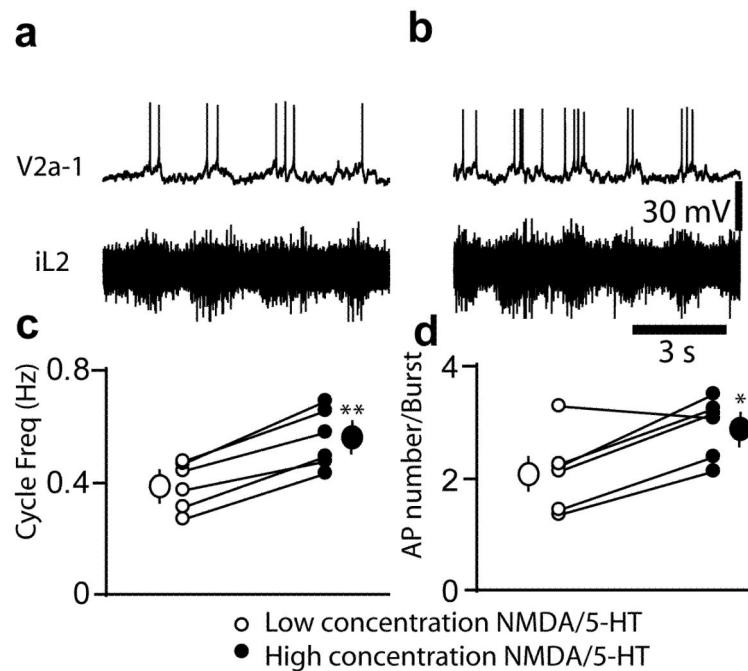 a
b
V2a-1
30 mV
iL2
3 s
c
d
0.8
4
Cycle Freq (Hz)
**
AP number/Burst
*
0.4
2
0
0
Low concentration NMDA/5-HT
High concentration NMDA/5-HT